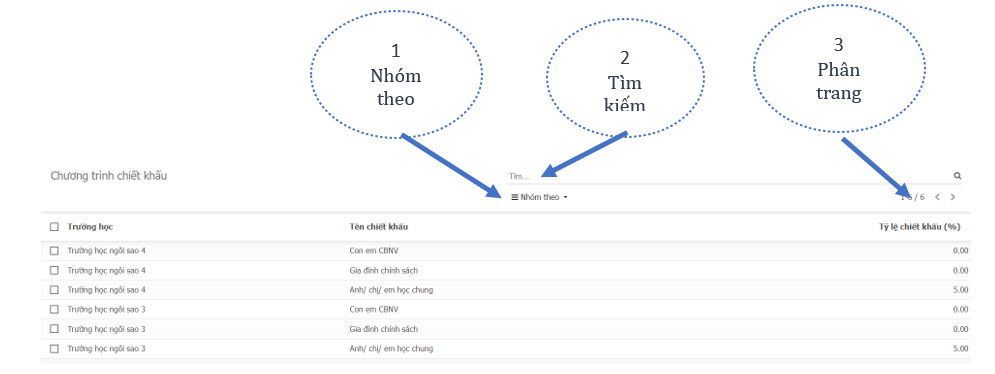 1
Nhóm
theo
2
Tìm
kiếm
3
Phân
trang
Chương trình chiết khấu
Tìm...
Nhóm theo
1-6 / 6
Trường học Tên chiết khấu Tỷ lệ chiết khấu (%)
Trường học ngôi sao 4 Con em CBNV 0.00
Trường học ngôi sao 4 Gia đình chính sách 0.00
Trường học ngôi sao 4 Anh/ chị/ em học chung 5.00
Trường học ngôi sao 3 Con em CBNV 0.00
Trường học ngôi sao 3 Gia đình chính sách 0.00
Trường học ngôi sao 3 Anh/ chị/ em học chung 5.00